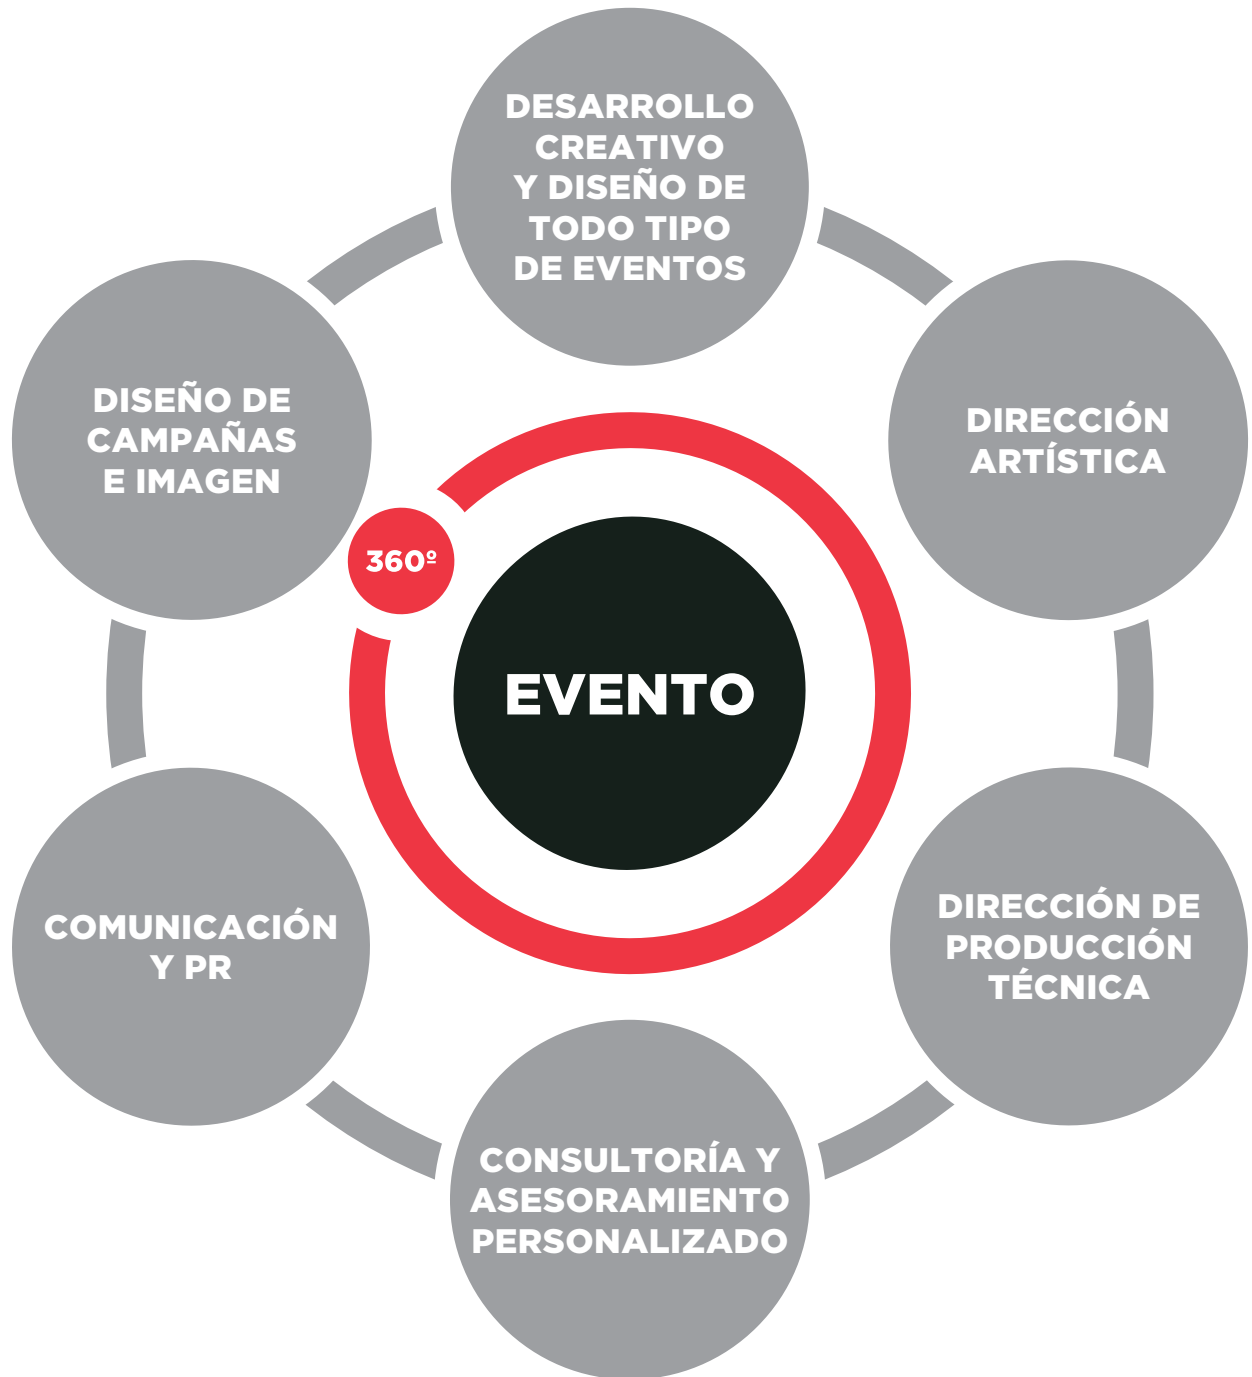 DESARROLLO
CREATIVO
Y DISEÑO DE
TODO TIPO
DE EVENTOS
DISEÑO DE
CAMPAÑAS
E IMAGEN
DIRECCIÓN
ARTÍSTICA
360º
EVENTO
COMUNICACIÓN
Y PR
DIRECCIÓN DE
PRODUCCIÓN
TÉCNICA
CONSULTORÍA Y
ASESORAMIENTO
PERSONALIZADO